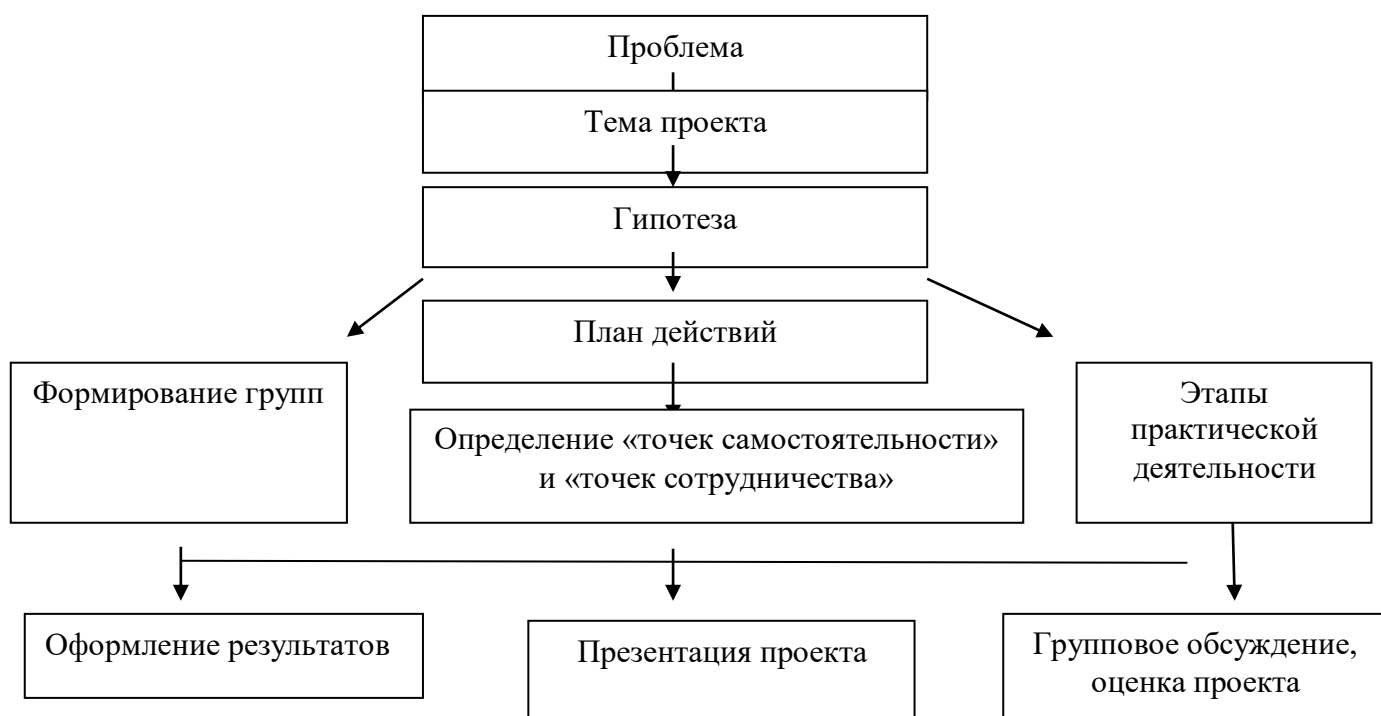 Проблема
Тема проекта
Гипотеза
План действий
Формирование групп
Определение «точек самостоятельности»
и «точек сотрудничества»
Этапы
практической
деятельности
Оформление результатов
Презентация проекта
Групповое обсуждение,
оценка проекта